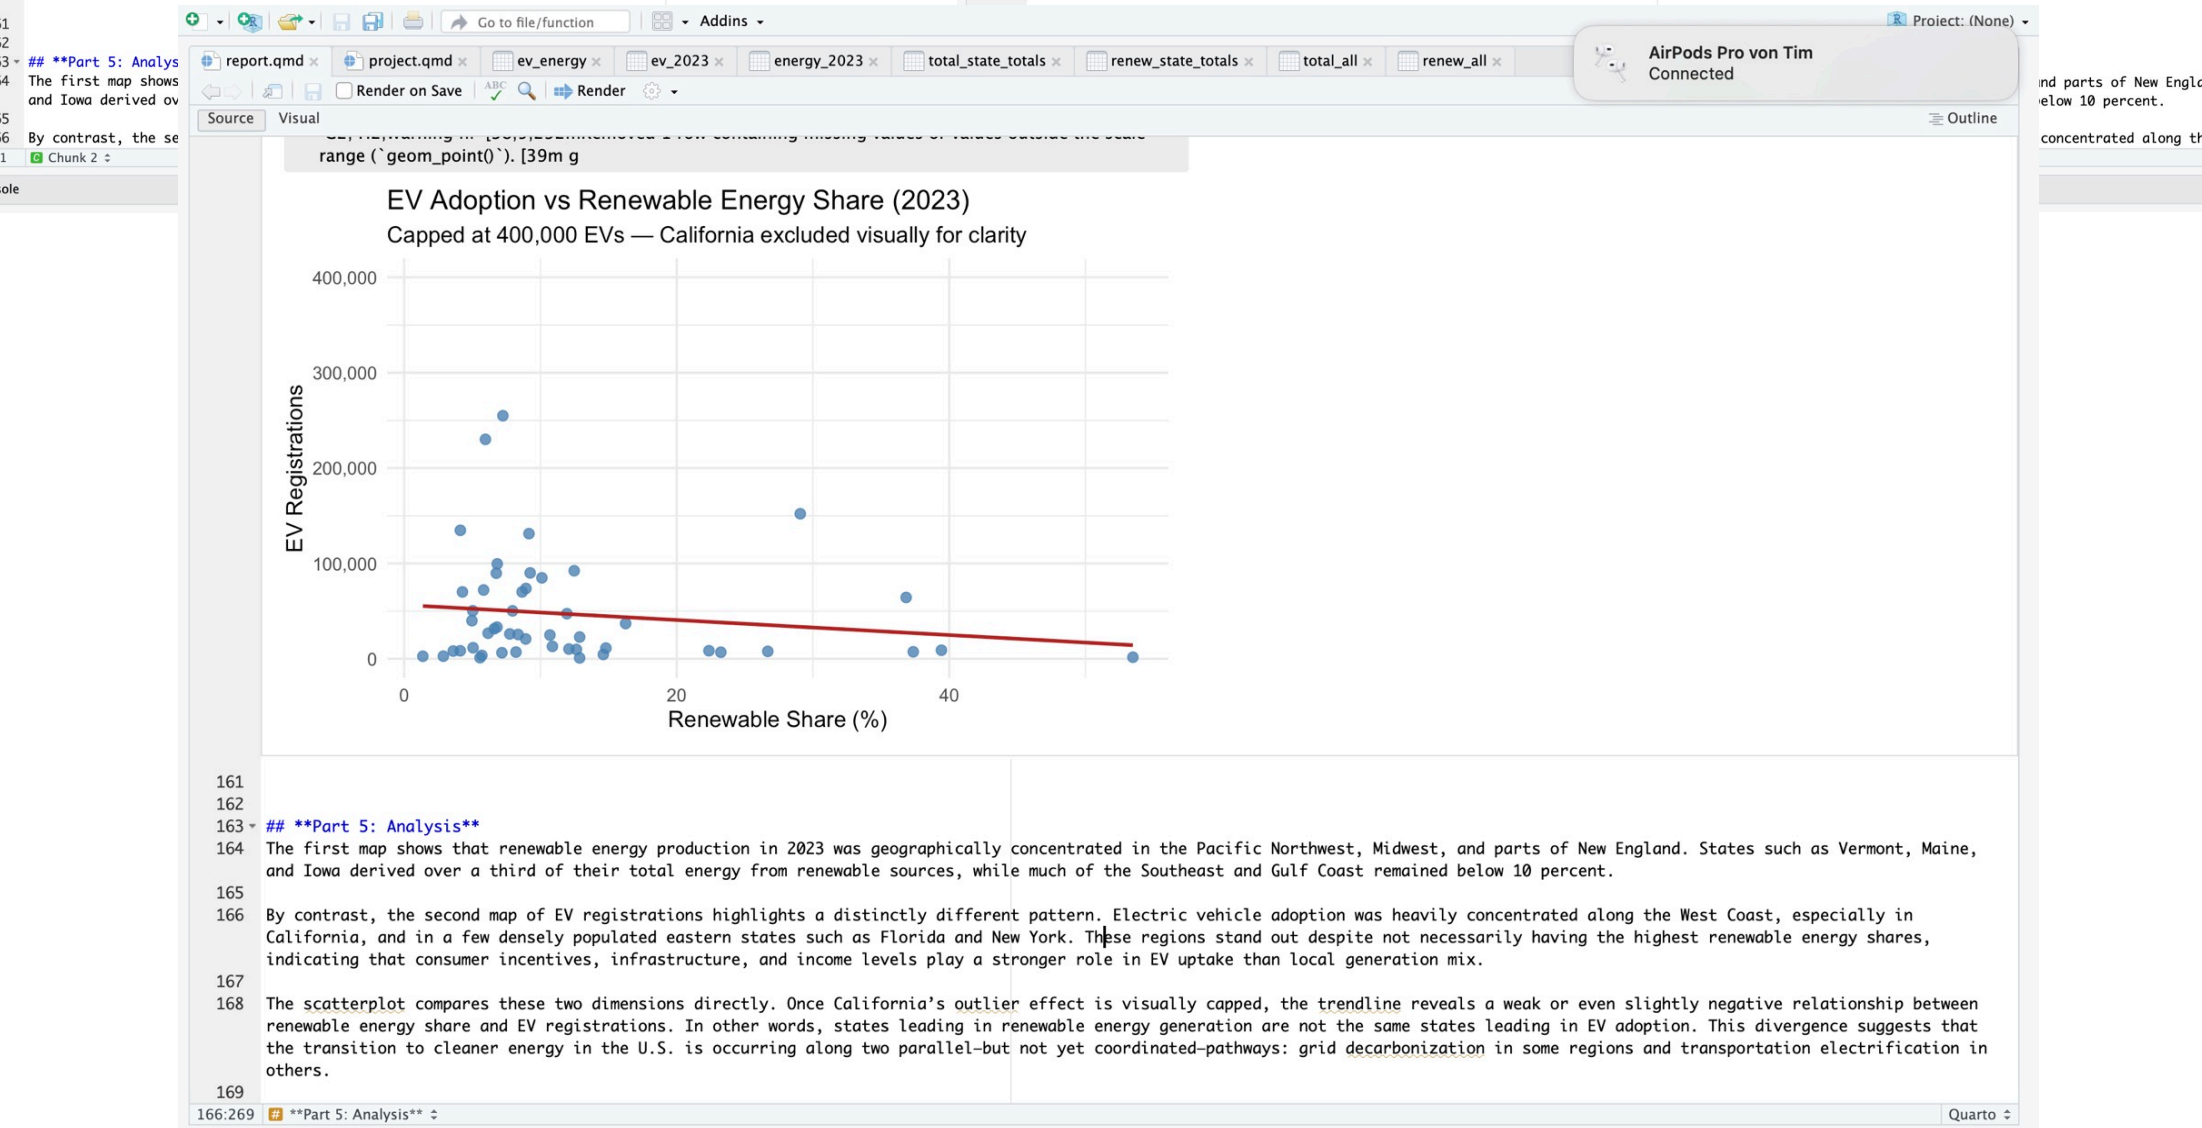 Go to file/function
Addins
Project: (None)
AirPods Pro von Tim
Connected
report.qmd
project.qmd
ev_energy
ev_2023
energy_2023
total_state_totals
renew_state_totals
total_all
renew_all
Render on Save
ABC
Render
Source
Visual
Outline
range (`geom_point()`). [39m g
EV Adoption vs Renewable Energy Share (2023)
Capped at 400,000 EVs — California excluded visually for clarity
EV Registrations
400,000
300,000
200,000
100,000
0
0 20 40
Renewable Share (%)
161
162
163 ## **Part 5: Analysis**
164 The first map shows that renewable energy production in 2023 was geographically concentrated in the Pacific Northwest, Midwest, and parts of New England. States such as Vermont, Maine,
and Iowa derived over a third of their total energy from renewable sources, while much of the Southeast and Gulf Coast remained below 10 percent.
165
166 By contrast, the second map of EV registrations highlights a distinctly different pattern. Electric vehicle adoption was heavily concentrated along the West Coast, especially in
California, and in a few densely populated eastern states such as Florida and New York. These regions stand out despite not necessarily having the highest renewable energy shares,
indicating that consumer incentives, infrastructure, and income levels play a stronger role in EV uptake than local generation mix.
167
168 The scatterplot compares these two dimensions directly. Once California’s outlier effect is visually capped, the trendline reveals a weak or even slightly negative relationship between
renewable energy share and EV registrations. In other words, states leading in renewable energy generation are not the same states leading in EV adoption. This divergence suggests that
the transition to cleaner energy in the U.S. is occurring along two parallel—but not yet coordinated—pathways: grid decarbonization in some regions and transportation electrification in
others.
169
166:269 # **Part 5: Analysis**
Quarto
## **Part 5: Analys
The first map shows
and Iowa derived ov
By contrast, the se
Chunk 2
and parts of New Engla
elow 10 percent.
concentrated along th